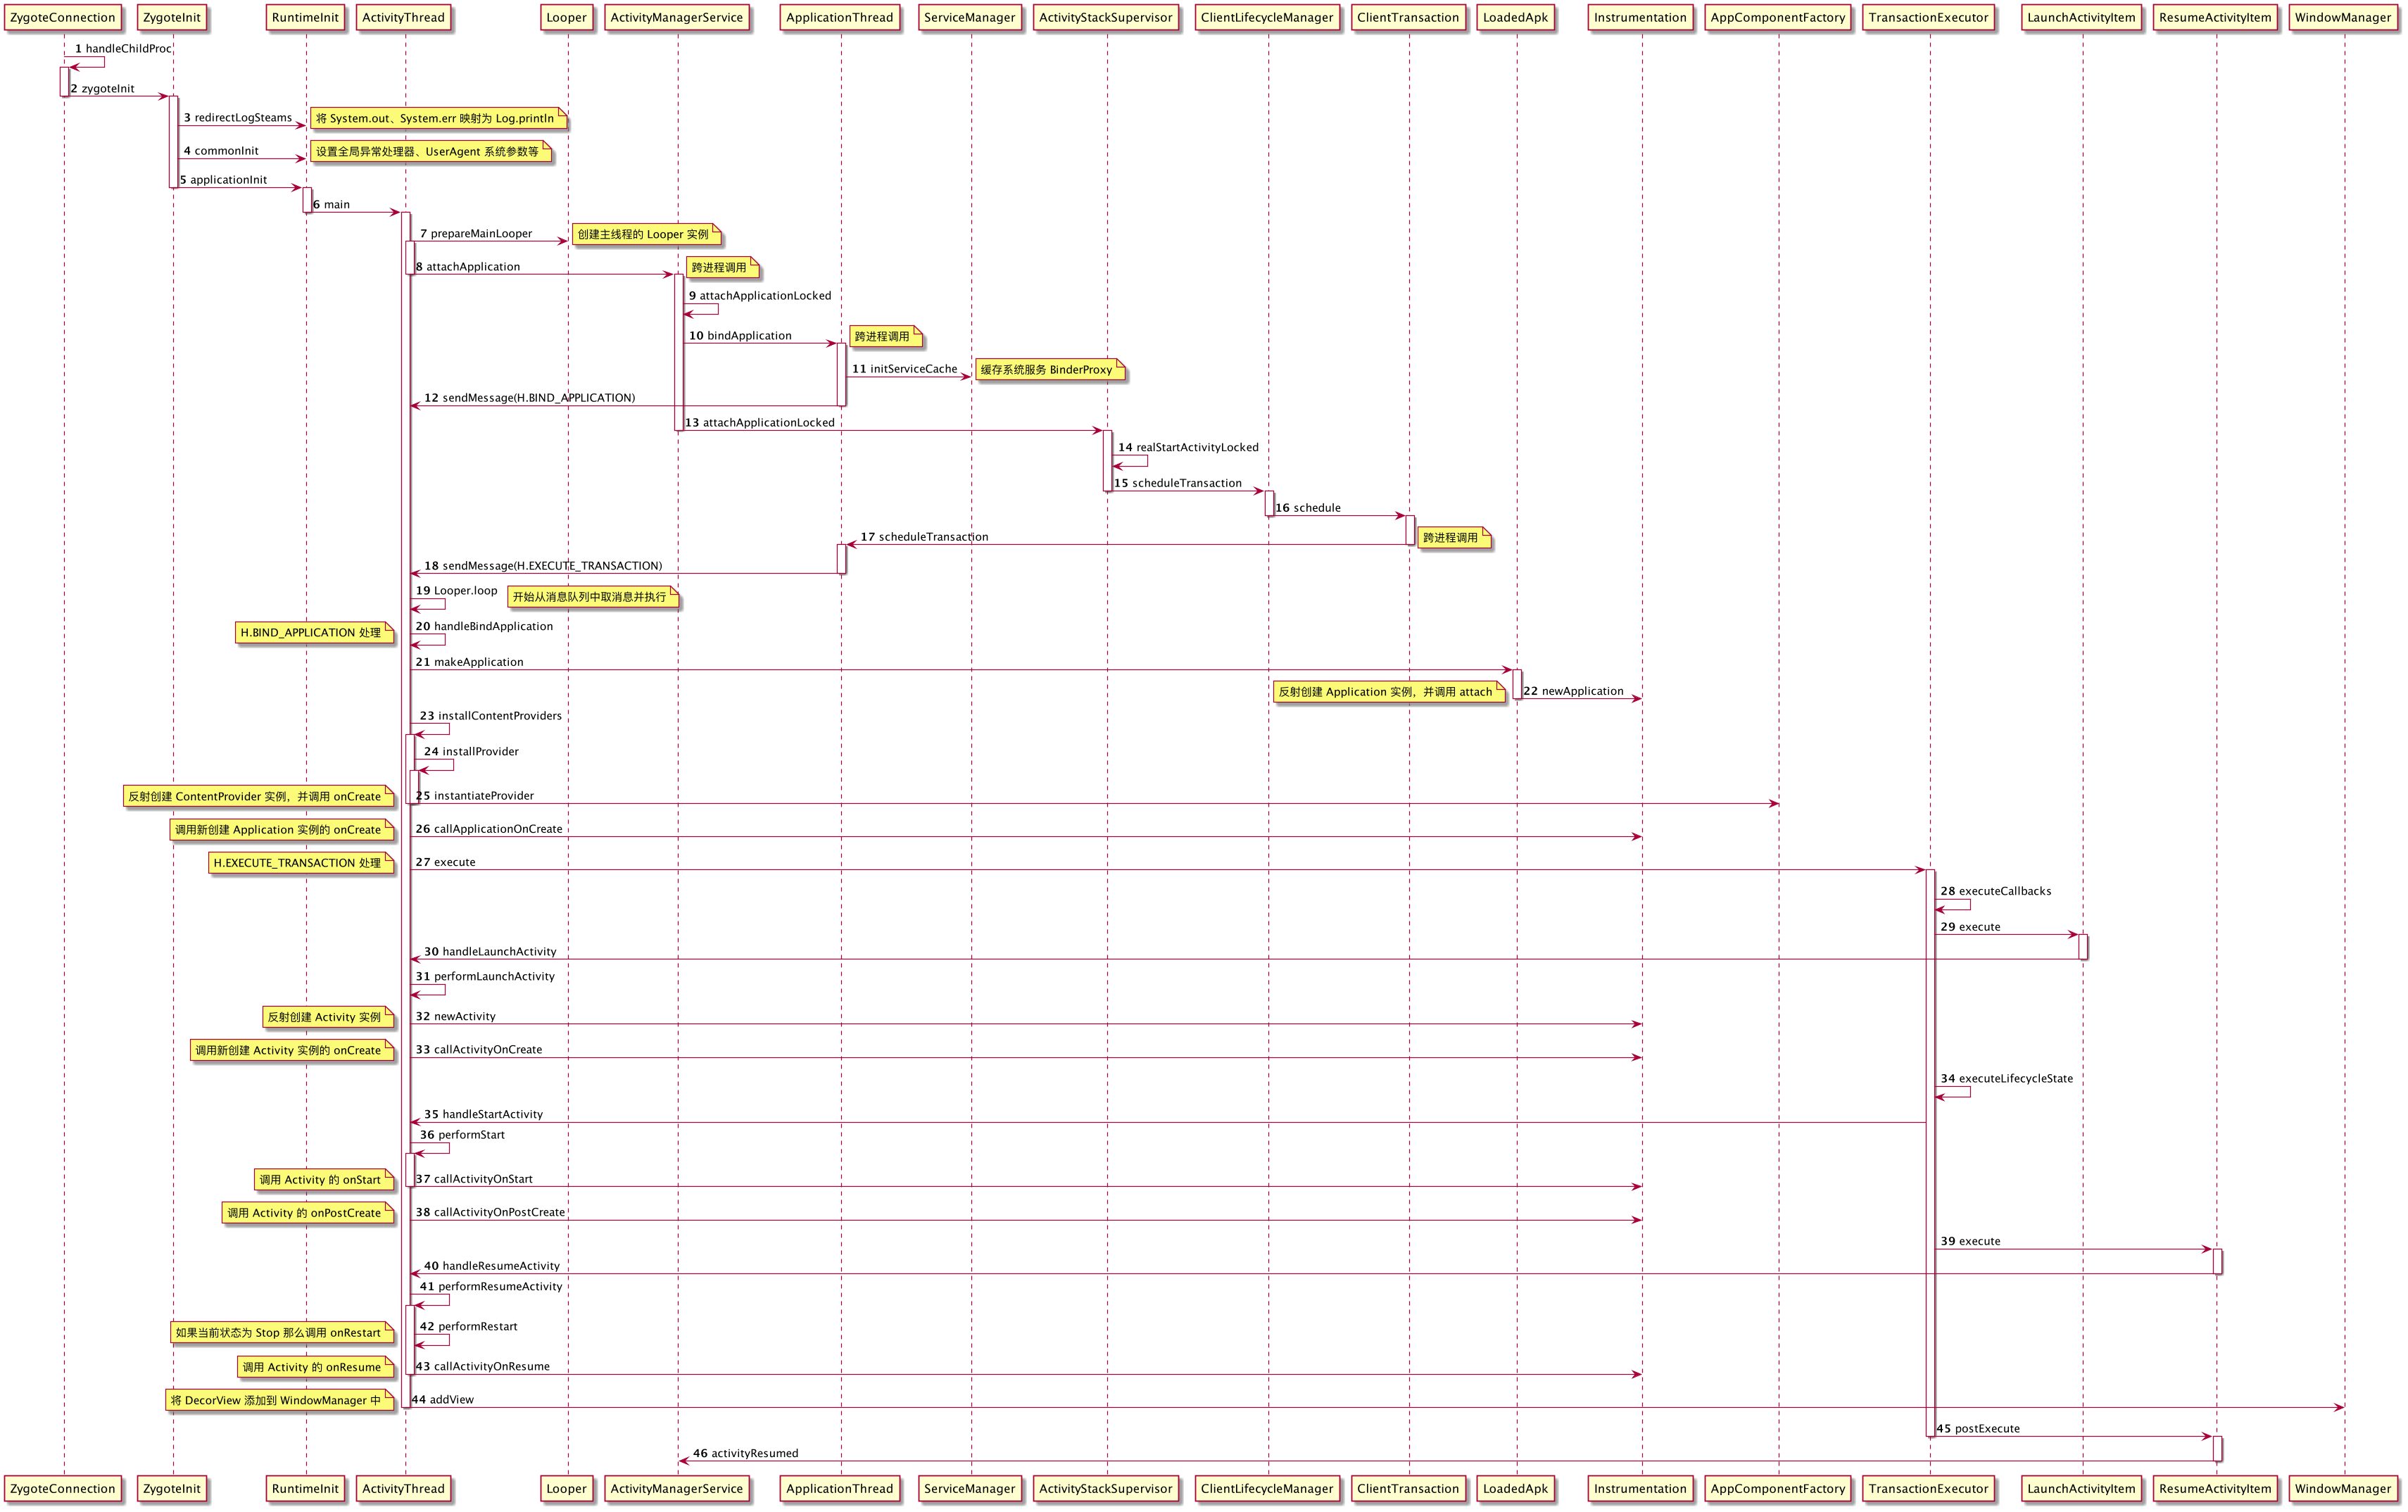 ZygoteConnection
ZygoteInit
RuntimeInit
ActivityThread
Looper
ActivityManagerService
ApplicationThread
ServiceManager
ActivityStackSupervisor
ClientLifecycleManager
ClientTransaction
LoadedApk
Instrumentation
AppComponentFactory
TransactionExecutor
LaunchActivityItem
ResumeActivityItem
WindowManager
1 handleChildProc
2 zygoteInit
3 redirectLogSteams
将 System.out、System.err 映射为 Log.println
4 commonInit
设置全局异常处理器、UserAgent 系统参数等
5 applicationInit
6 main
7 prepareMainLooper
创建主线程的 Looper 实例
8 attachApplication
跨进程调用
9 attachApplicationLocked
10 bindApplication
跨进程调用
11 initServiceCache
缓存系统服务 BinderProxy
12 sendMessage(H.BIND_APPLICATION)
13 attachApplicationLocked
14 realStartActivityLocked
15 scheduleTransaction
16 schedule
17 scheduleTransaction
跨进程调用
18 sendMessage(H.EXECUTE_TRANSACTION)
19 Looper.loop
开始从消息队列中取消息并执行
H.BIND_APPLICATION 处理
20 handleBindApplication
21 makeApplication
反射创建 Application 实例，并调用 attach
22 newApplication
23 installContentProviders
24 installProvider
反射创建 ContentProvider 实例，并调用 onCreate
25 instantiateProvider
调用新创建 Application 实例的 onCreate
26 callApplicationOnCreate
H.EXECUTE_TRANSACTION 处理
27 execute
28 executeCallbacks
29 execute
30 handleLaunchActivity
31 performLaunchActivity
反射创建 Activity 实例
32 newActivity
调用新创建 Activity 实例的 onCreate
33 callActivityOnCreate
34 executeLifecycleState
35 handleStartActivity
36 performStart
调用 Activity 的 onStart
37 callActivityOnStart
调用 Activity 的 onPostCreate
38 callActivityOnPostCreate
39 execute
40 handleResumeActivity
41 performResumeActivity
如果当前状态为 Stop 那么调用 onRestart
42 performRestart
调用 Activity 的 onResume
43 callActivityOnResume
将 DecorView 添加到 WindowManager 中
44 addView
45 postExecute
46 activityResumed
ZygoteConnection
ZygoteInit
RuntimeInit
ActivityThread
Looper
ActivityManagerService
ApplicationThread
ServiceManager
ActivityStackSupervisor
ClientLifecycleManager
ClientTransaction
LoadedApk
Instrumentation
AppComponentFactory
TransactionExecutor
LaunchActivityItem
ResumeActivityItem
WindowManager